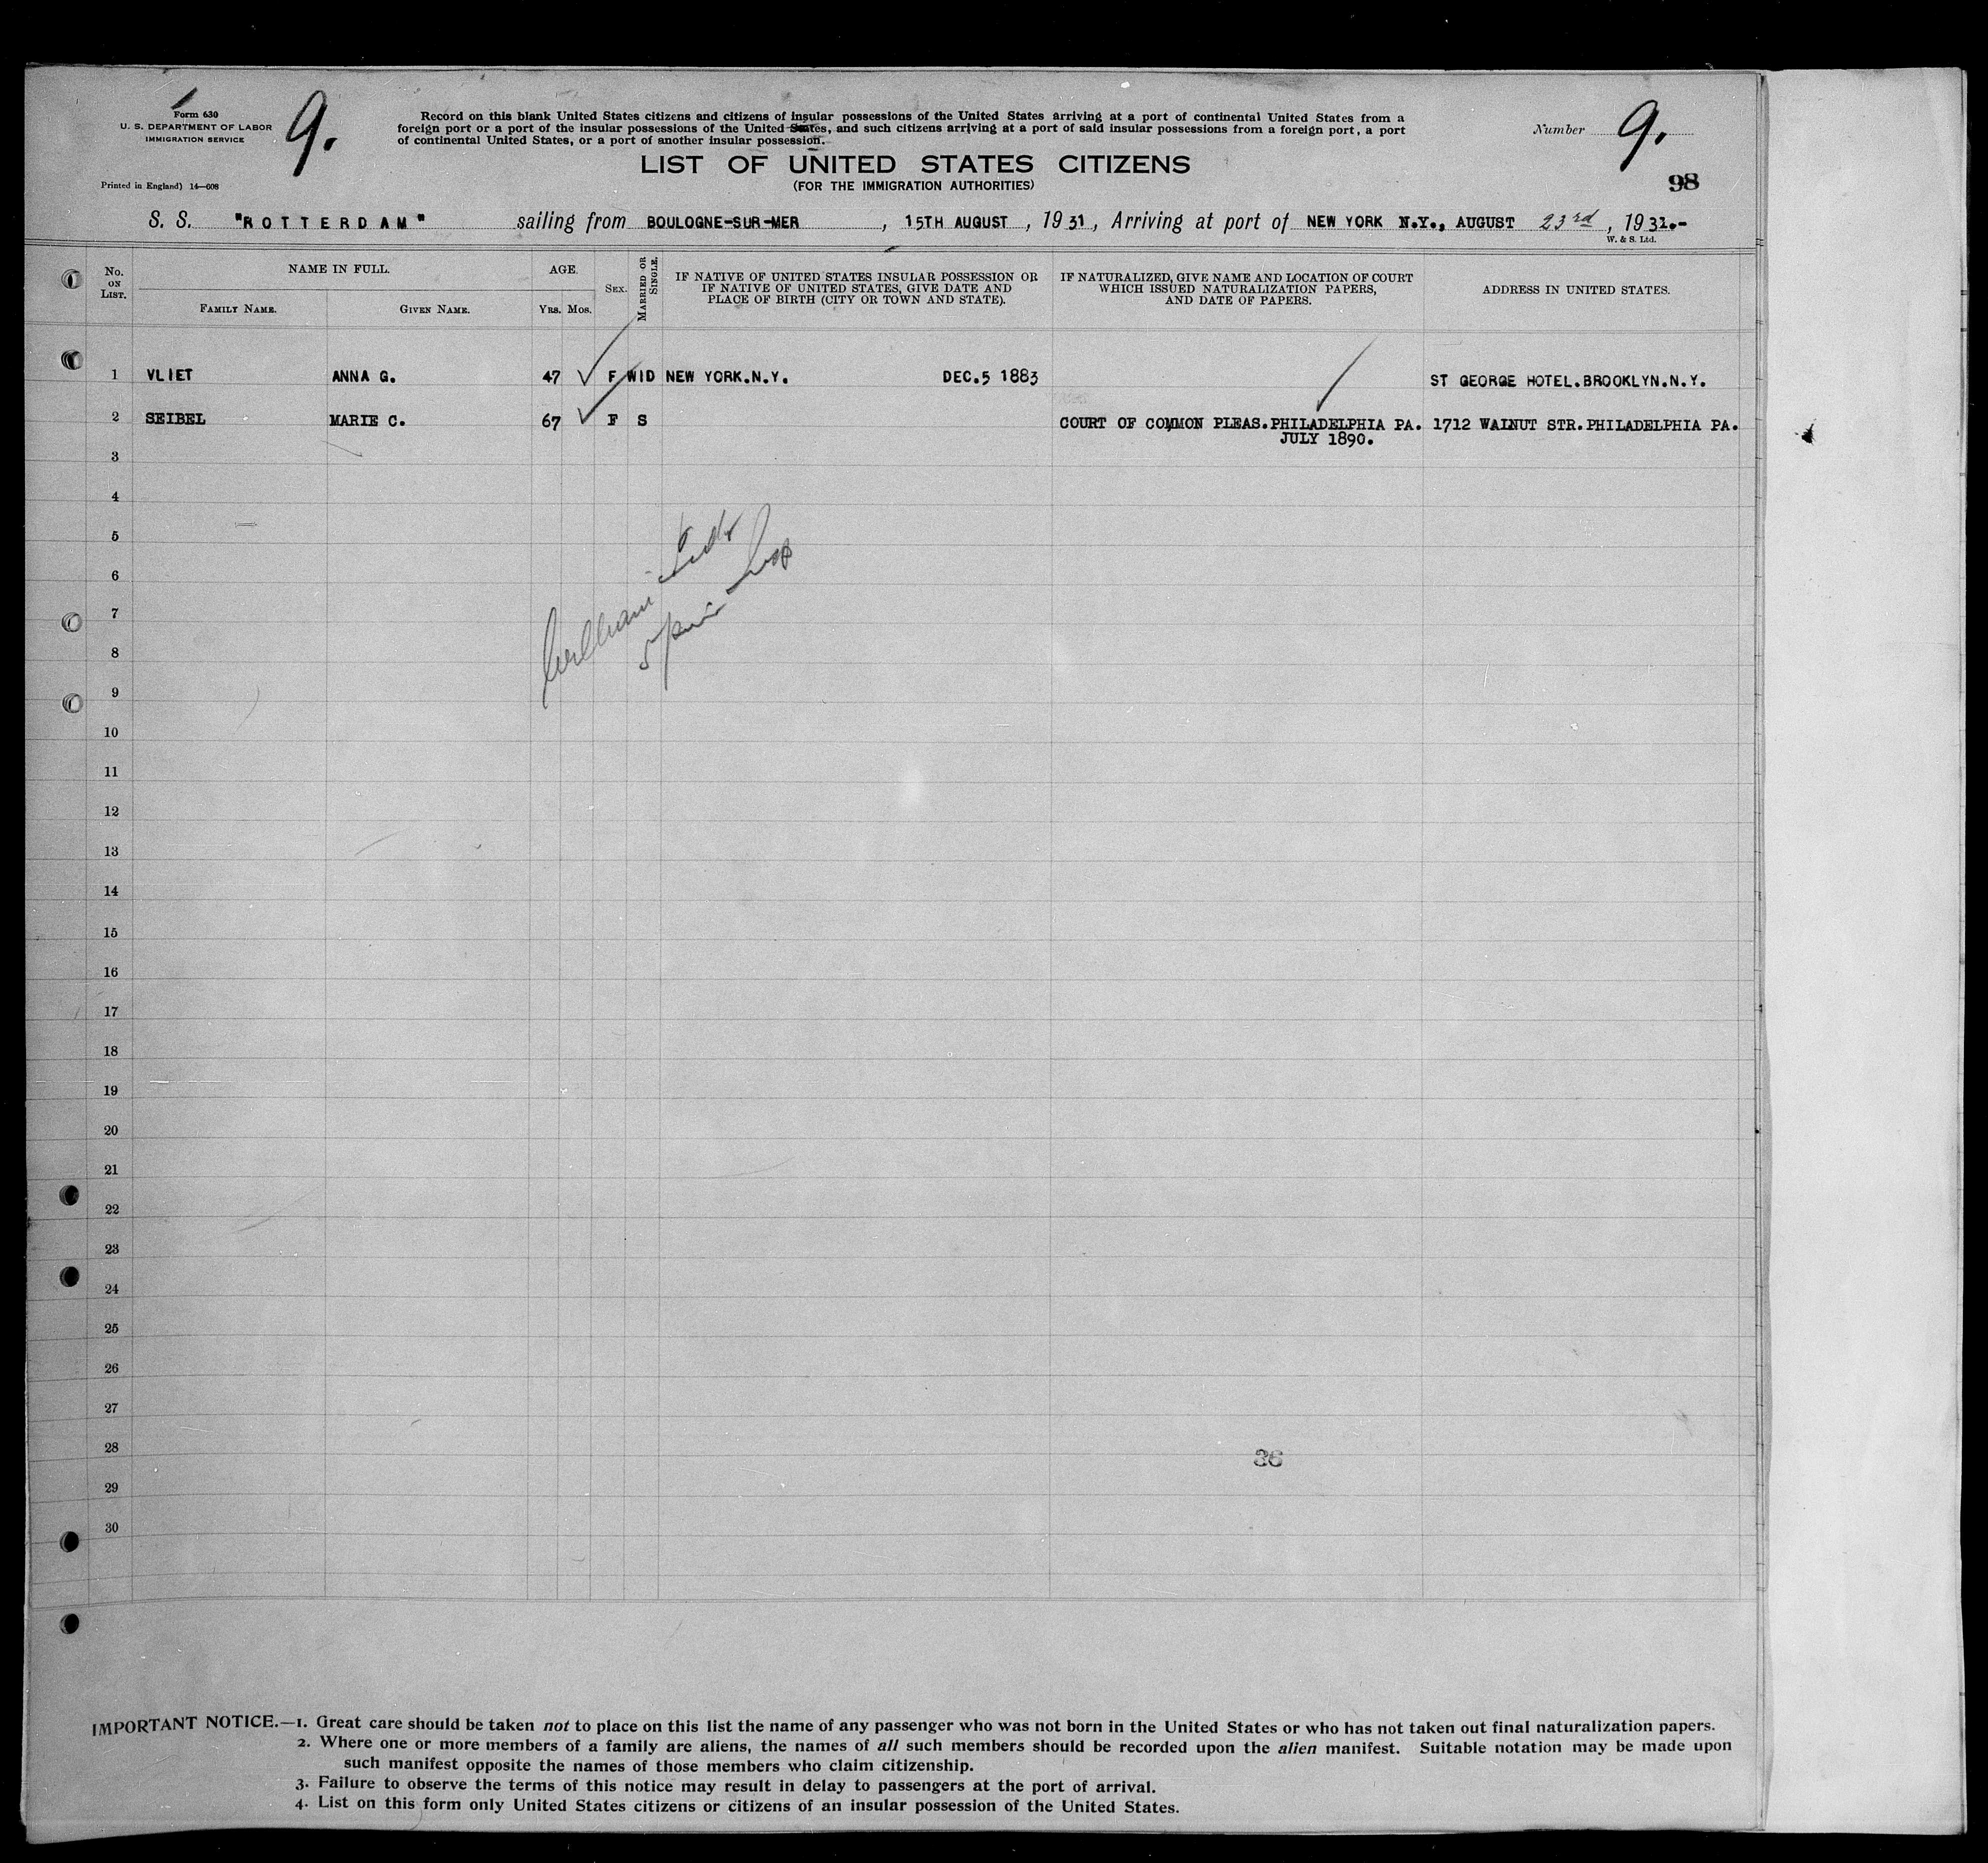 Form 630
U. S. DEPARTMENT OF LABOR
IMMIGRATION SERVICE
9.
Record on this blank United States citizens and citizens of insular possessions of the United States arriving at a port of continental United States from a
foreign port or a port of the insular possessions of the United States, and such citizens arriving at a port of said insular possessions from a foreign port, a port
of continental United States, or a port of another insular possession.
Number 9.
LIST OF UNITED STATES CITIZENS
(FOR THE IMMIGRATION AUTHORITIES)
Printed in England) 14—608
98
S. S. "ROTTERDAM" sailing from BOULOGNE-SUR-MER, 15TH AUGUST, 1931, Arriving at port of NEW YORK N.Y., AUGUST 23rd, 1931.-
W. & S. Ltd.
No. ON LIST.
NAME IN FULL.
FAMILY NAME.
GIVEN NAME.
AGE.
YRS. MOS.
SEX.
MARRIED OR SINGLE.
IF NATIVE OF UNITED STATES INSULAR POSSESSION OR
IF NATIVE OF UNITED STATES, GIVE DATE AND
PLACE OF BIRTH (CITY OR TOWN AND STATE).
IF NATURALIZED, GIVE NAME AND LOCATION OF COURT
WHICH ISSUED NATURALIZATION PAPERS,
AND DATE OF PAPERS.
ADDRESS IN UNITED STATES.
1 VLIET ANNA G. 47 F WID NEW YORK.N.Y. DEC.5 1883 ST GEORGE HOTEL.BROOKLYN.N.Y.
2 SEIBEL MARIE C. 67 F S COURT OF COMMON PLEAS.PHILADELPHIA PA. 1712 WALNUT STR.PHILADELPHIA PA.
JULY 1890.
3
4
5
6
7
8
9
10
11
12
13
14
15
16
17
18
19
20
21
22
23
24
25
26
27
28
36
29
30
IMPORTANT NOTICE.—1. Great care should be taken not to place on this list the name of any passenger who was not born in the United States or who has not taken out final naturalization papers.
2. Where one or more members of a family are aliens, the names of all such members should be recorded upon the alien manifest. Suitable notation may be made upon
such manifest opposite the names of those members who claim citizenship.
3. Failure to observe the terms of this notice may result in delay to passengers at the port of arrival.
4. List on this form only United States citizens or citizens of an insular possession of the United States.